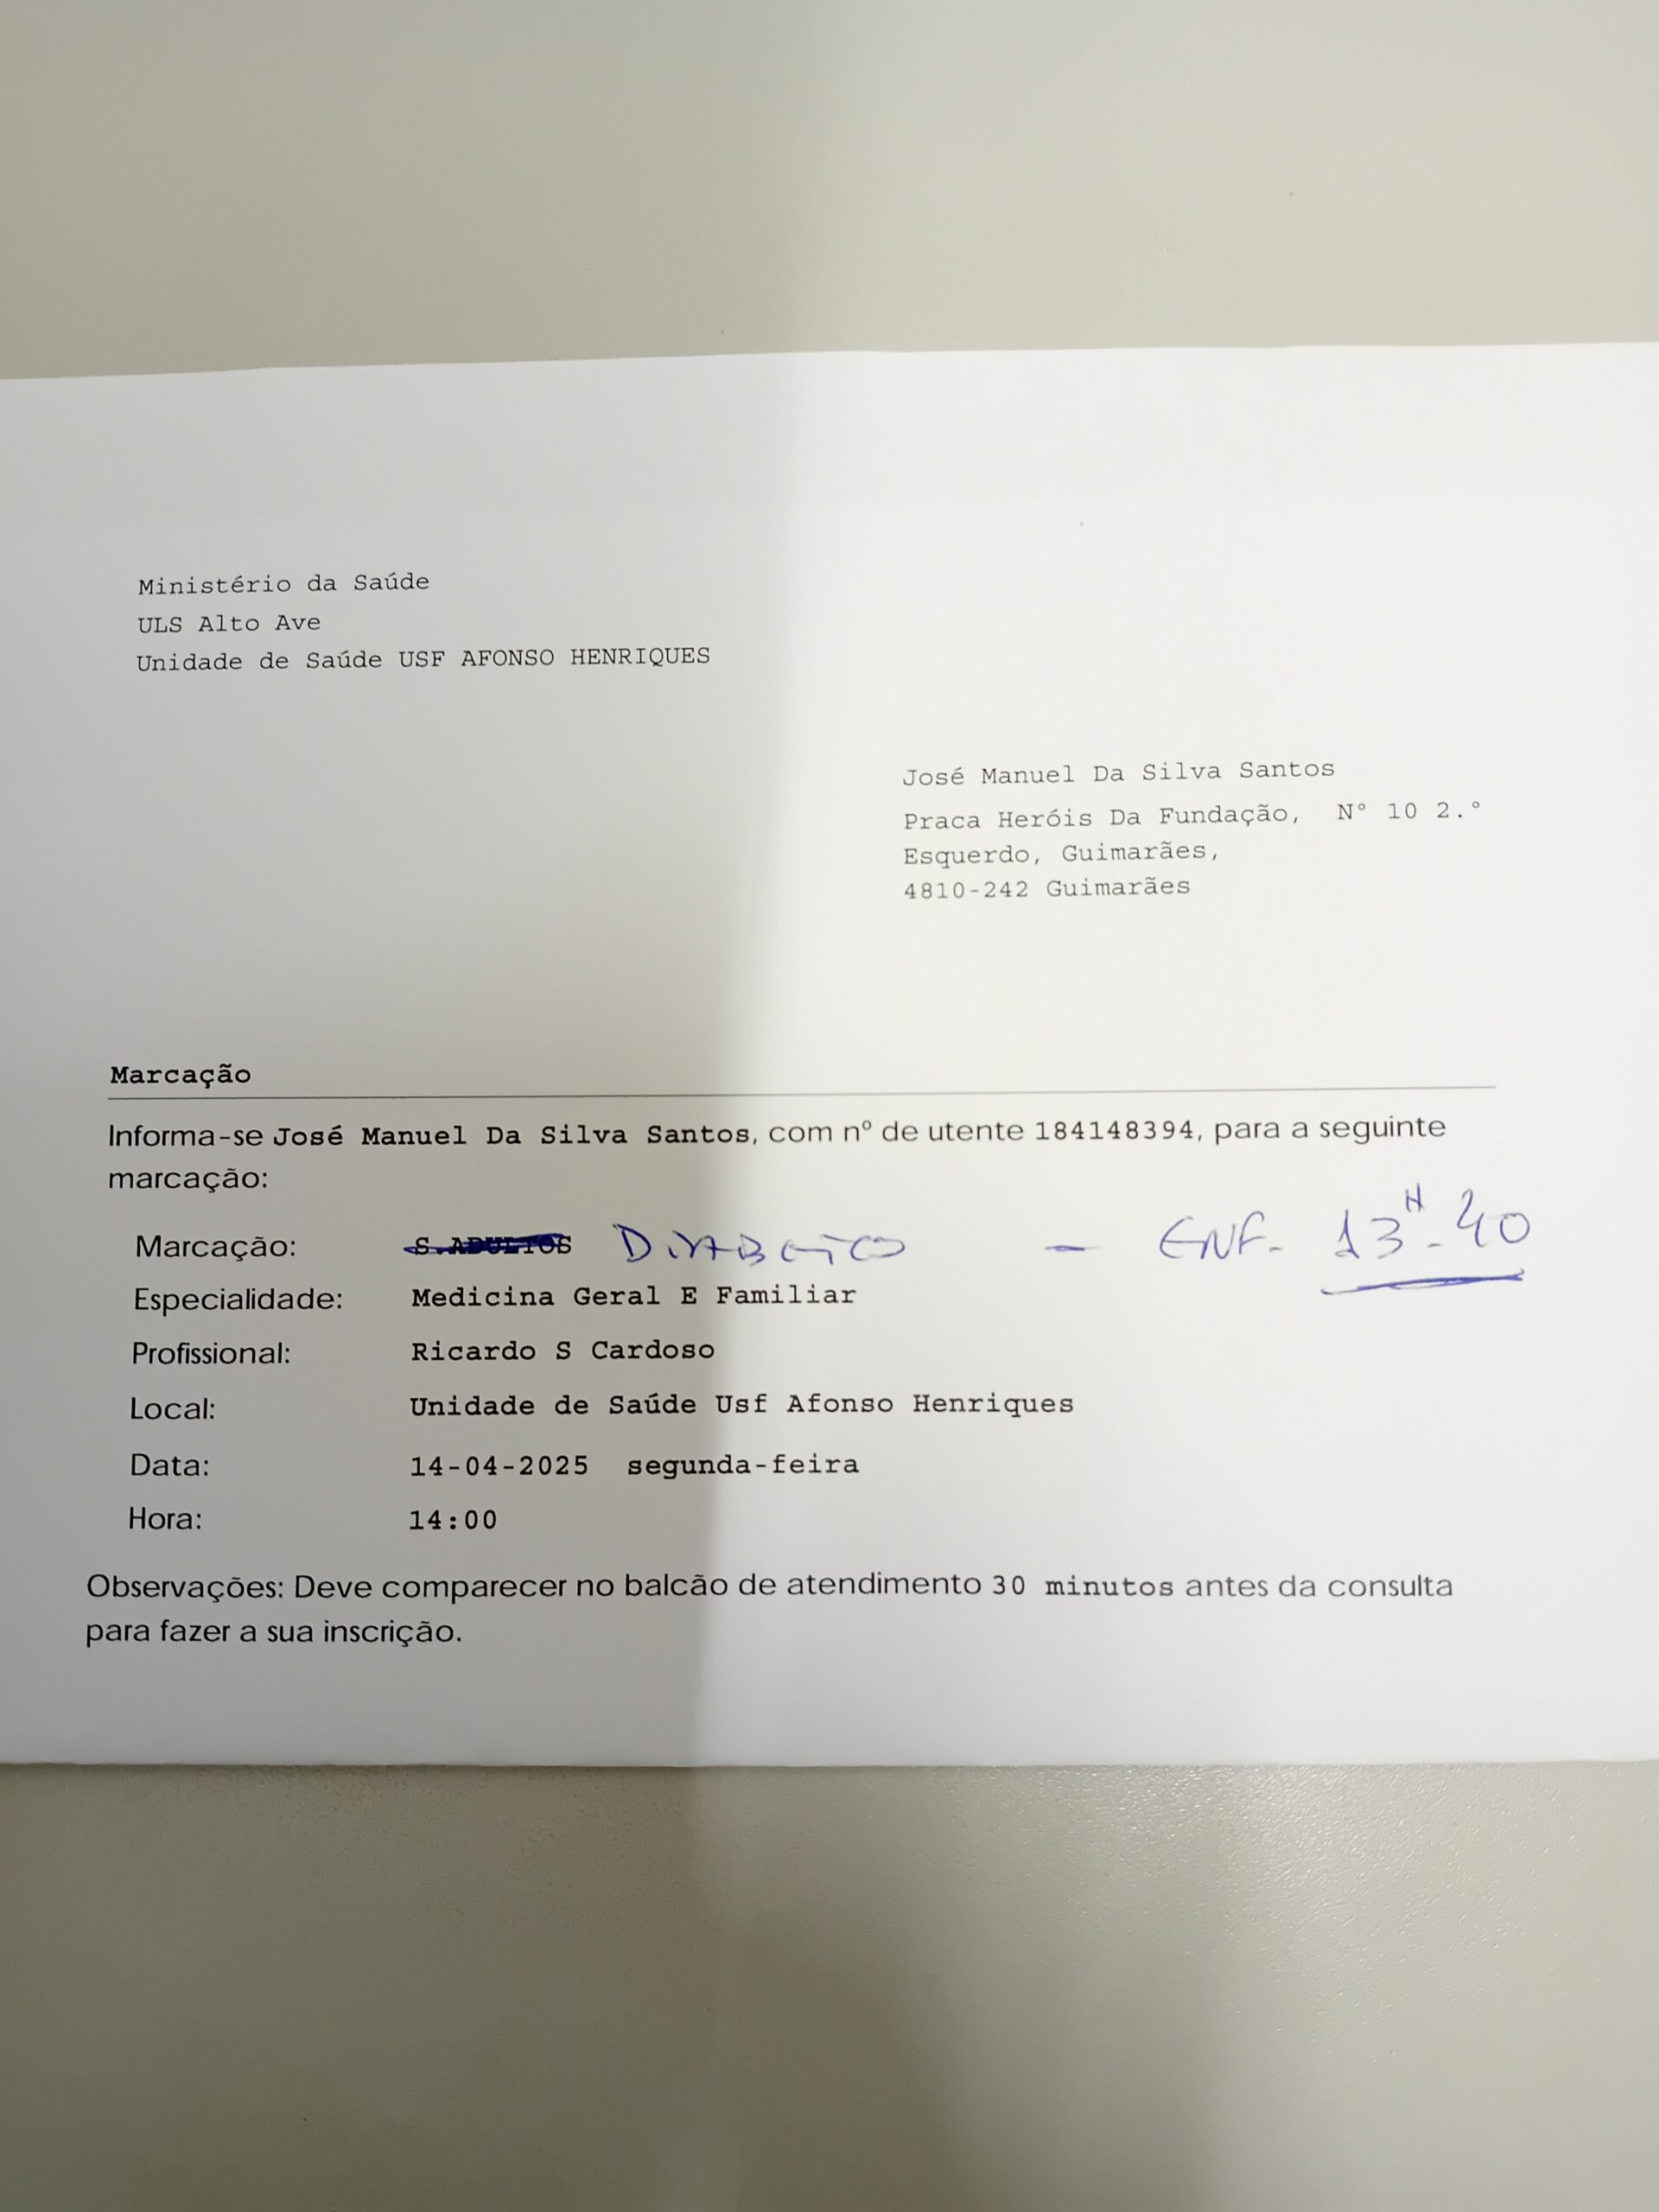 Ministério da Saúde
ULS Alto Ave
Unidade de Saúde USF AFONSO HENRIQUES
José Manuel Da Silva Santos
Praca Heróis Da Fundação, Nº 10 2.º
Esquerdo, Guimarães,
4810-242 Guimarães
Marcação
Informa-se José Manuel Da Silva Santos, com nº de utente 184148394, para a seguinte
marcação:
Marcação: S.ADULTOS DIABETES - ENF. 13H-40
Especialidade: Medicina Geral E Familiar
Profissional: Ricardo S Cardoso
Local: Unidade de Saúde Usf Afonso Henriques
Data: 14-04-2025 segunda-feira
Hora: 14:00
Observações: Deve comparecer no balcão de atendimento 30 minutos antes da consulta
para fazer a sua inscrição.